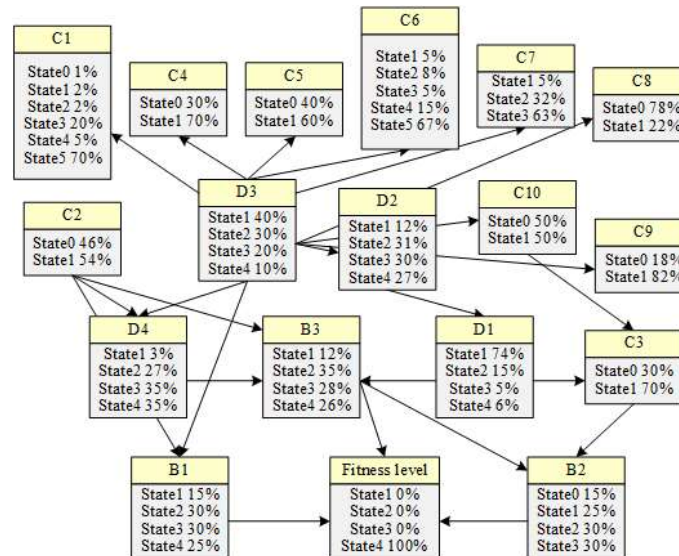 C1
State0 1%
State1 2%
State2 2%
State3 20%
State4 5%
State5 70%
C4
State0 30%
State1 70%
C5
State0 40%
State1 60%
C6
State1 5%
State2 8%
State3 5%
State4 15%
State5 67%
C7
State1 5%
State2 32%
State3 63%
C8
State0 78%
State1 22%
C2
State0 46%
State1 54%
D3
State1 40%
State2 30%
State3 20%
State4 10%
D2
State1 12%
State2 31%
State3 30%
State4 27%
C10
State0 50%
State1 50%
C9
State0 18%
State1 82%
D4
State1 3%
State2 27%
State3 35%
State4 35%
B3
State1 12%
State2 35%
State3 28%
State4 26%
D1
State1 74%
State2 15%
State3 5%
State4 6%
C3
State0 30%
State1 70%
B1
State1 15%
State2 30%
State3 30%
State4 25%
Fitness level
State1 0%
State2 0%
State3 0%
State4 100%
B2
State0 15%
State1 25%
State2 30%
State3 30%